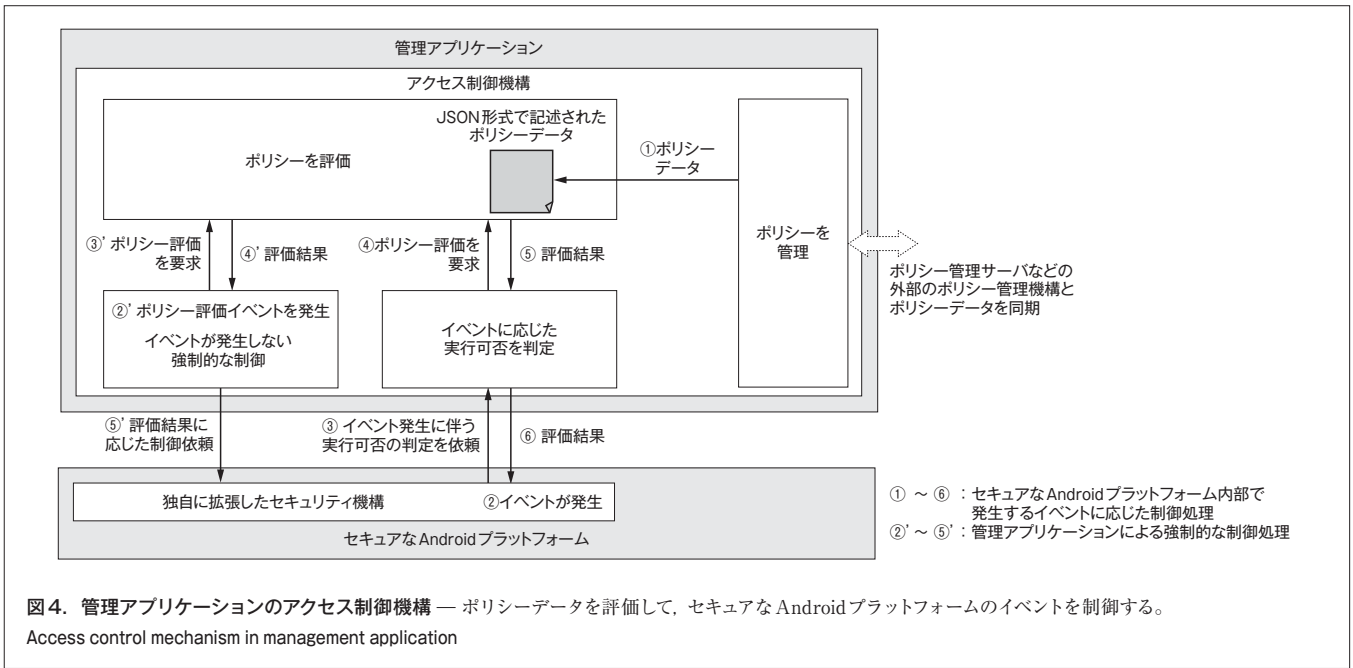 管理アプリケーション
アクセス制御機構
JSON形式で記述された
ポリシーデータ
ポリシーを評価
①ポリシー
データ
ポリシーを
管理
ポリシー管理サーバなどの
外部のポリシー管理機構と
ポリシーデータを同期
③’ ポリシー評価
を要求
④’ 評価結果
④ポリシー評価を
要求
⑤ 評価結果
②’ ポリシー評価イベントを発生
イベントが発生しない
強制的な制御
イベントに応じた
実行可否を判定
⑤’ 評価結果に
応じた制御依頼
③ イベント発生に伴う
実行可否の判定を依頼
⑥ 評価結果
独自に拡張したセキュリティ機構
②イベントが発生
セキュアなAndroidプラットフォーム
① ～ ⑥ ：セキュアなAndroidプラットフォーム内部で
発生するイベントに応じた制御処理
②’ ～ ⑤’ ：管理アプリケーションによる強制的な制御処理
図4．管理アプリケーションのアクセス制御機構 — ポリシーデータを評価して，セキュアなAndroidプラットフォームのイベントを制御する。
Access control mechanism in management application